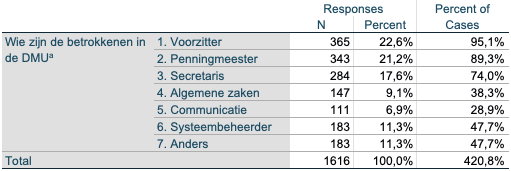 Responses Percent of
N Percent Cases
Wie zijn de betrokkenen in 1. Voorzitter 365 22,6% 95,1%
de DMUᵃ 2. Penningmeester 343 21,2% 89,3%
3. Secretaris 284 17,6% 74,0%
4. Algemene zaken 147 9,1% 38,3%
5. Communicatie 111 6,9% 28,9%
6. Systeembeheerder 183 11,3% 47,7%
7. Anders 183 11,3% 47,7%
Total 1616 100,0% 420,8%